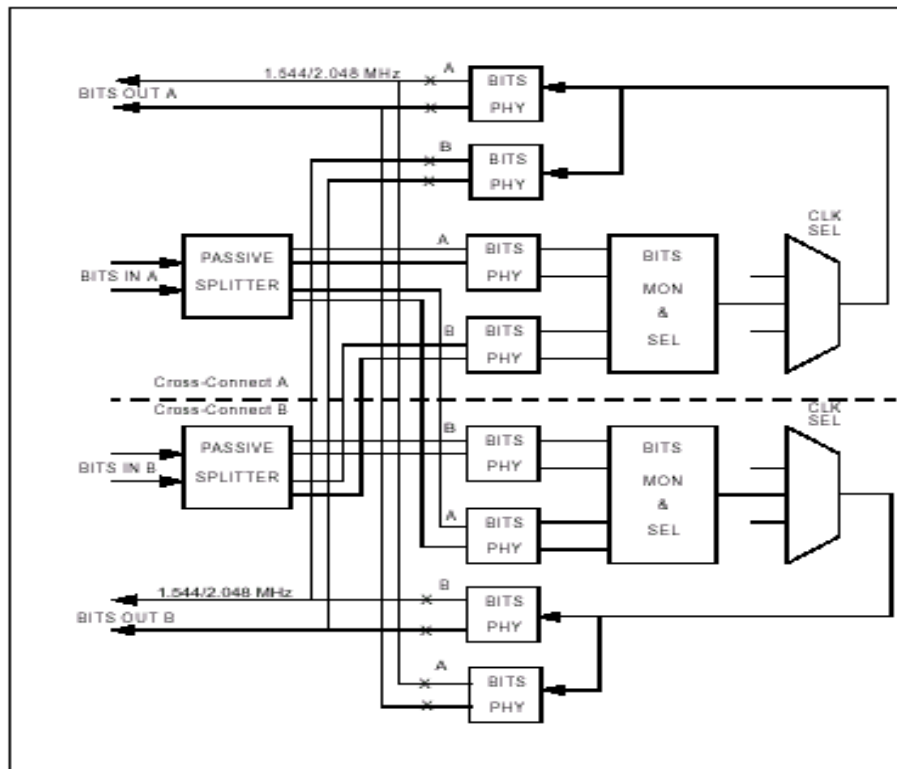 1.544/2.048 MHz
A
BITS
PHY
BITS OUT A
B
BITS
PHY
CLK
SEL
PASSIVE
SPLITTER
BITS IN A
A
BITS
PHY
BITS
MON
&
SEL
B
BITS
PHY
Cross-Connect A
Cross-Connect B
CLK
SEL
PASSIVE
SPLITTER
BITS IN B
B
BITS
PHY
BITS
MON
&
SEL
A
BITS
PHY
1.544/2.048 MHz
B
BITS
PHY
BITS OUT B
A
BITS
PHY